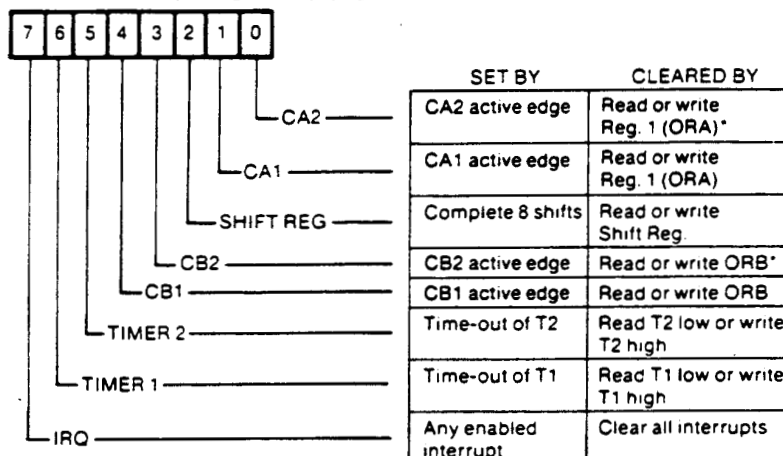 7 6 5 4 3 2 1 0
SET BY CLEARED BY
CA2 CA2 active edge Read or write
Reg. 1 (ORA)*
CA1 CA1 active edge Read or write
Reg. 1 (ORA)
SHIFT REG Complete 8 shifts Read or write
Shift Reg.
CB2 CB2 active edge Read or write ORB*
CB1 CB1 active edge Read or write ORB
TIMER 2 Time-out of T2 Read T2 low or write
T2 high
TIMER 1 Time-out of T1 Read T1 low or write
T1 high
IRQ Any enabled Clear all interrupts
interrupt